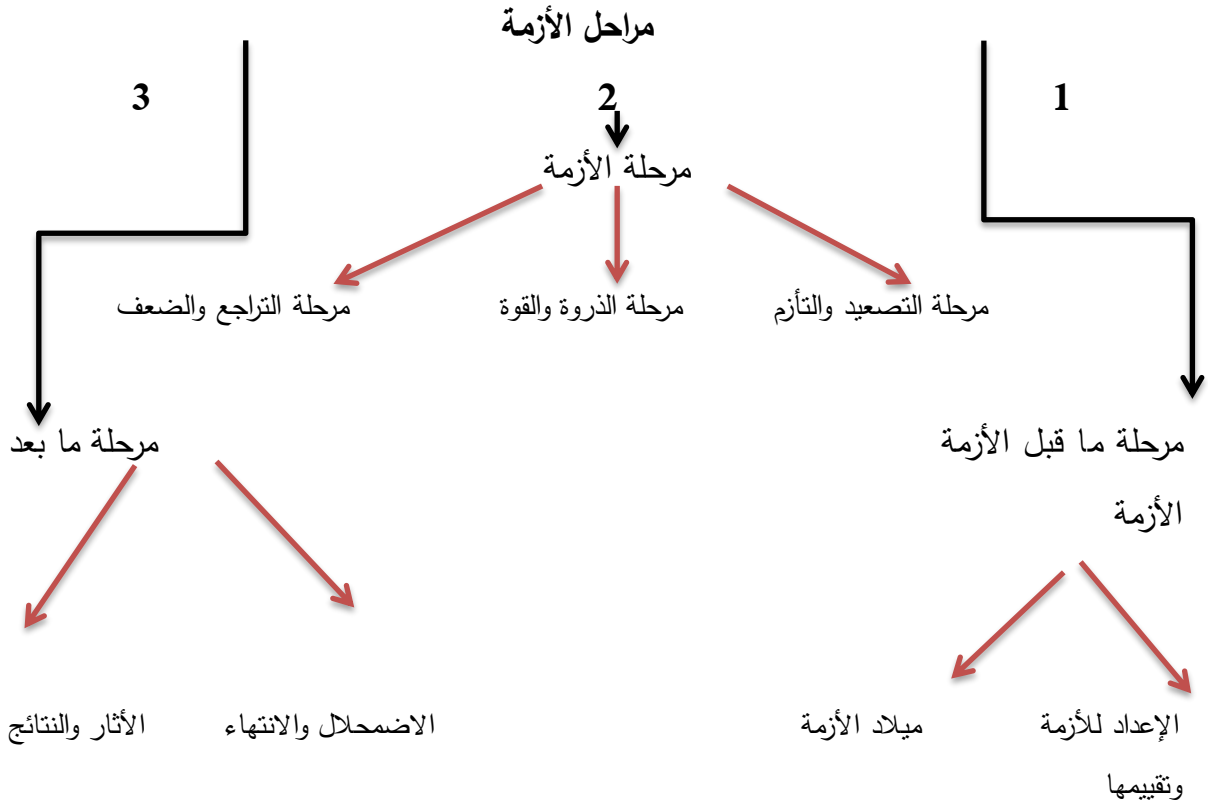 مراحل الأزمة
1
2
3
مرحلة الأزمة
مرحلة التصعيد والتأزم
مرحلة الذروة والقوة
مرحلة التراجع والضعف
مرحلة ما قبل الأزمة
مرحلة ما بعد
الأزمة
الإعداد للأزمة
ميلاد الأزمة
الاضمحلال والانتهاء
الأثار والنتائج
وتقييمها